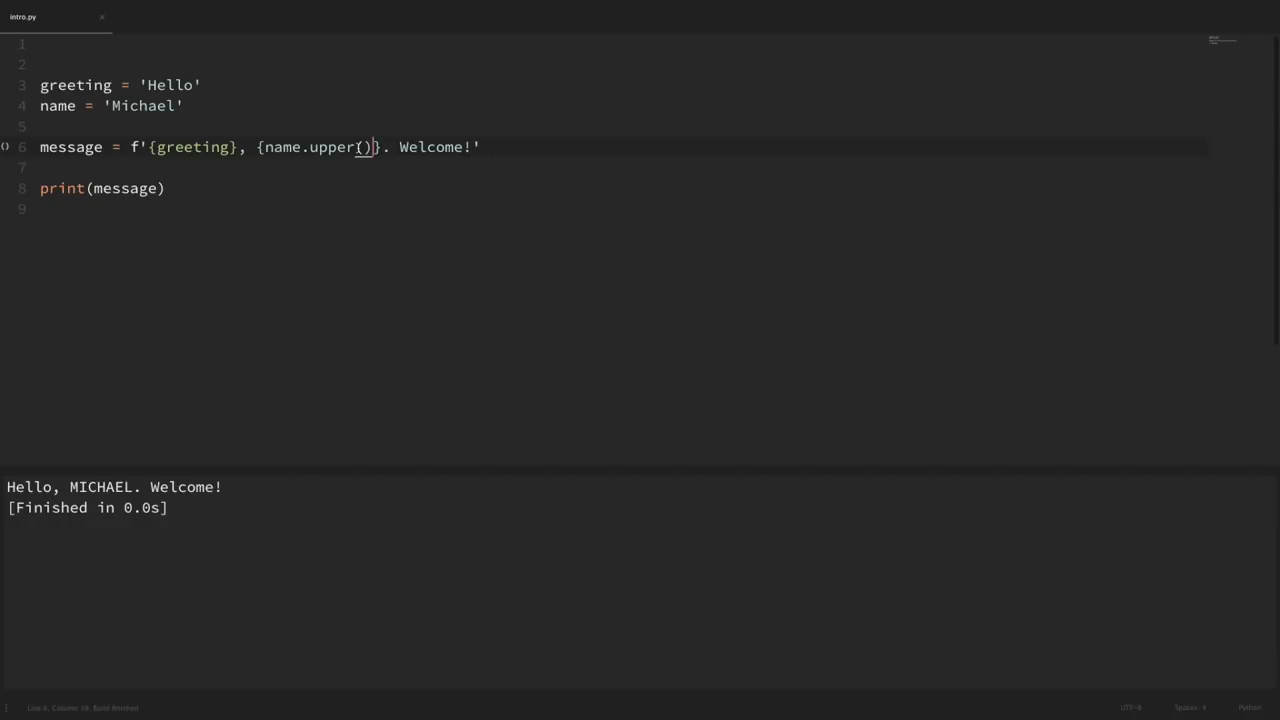 intro.py ×
1
2
3 greeting = 'Hello'
4 name = 'Michael'
5
() 6 message = f'{greeting}, {name.upper()}. Welcome!'
7
8 print(message)
9
Hello, MICHAEL. Welcome!
[Finished in 0.0s]
Line 6, Column 38, Build finished UTF-8 Spaces: 4 Python